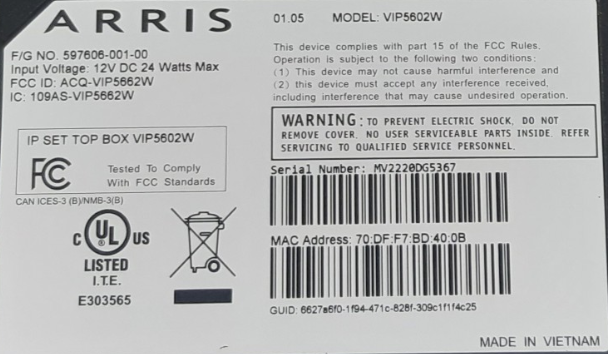 ARRIS
01.05 MODEL: VIP5602W
F/G NO. 597606-001-00
Input Voltage: 12V DC 24 Watts Max
FCC ID: ACQ-VIP5662W
IC: 109AS-VIP5662W
This device complies with part 15 of the FCC Rules.
Operation is subject to the following two conditions:
(1) This device may not cause harmful interference and
(2) this device must accept any interference received,
including interference that may cause undesired operation.
WARNING: TO PREVENT ELECTRIC SHOCK, DO NOT
REMOVE COVER. NO USER SERVICEABLE PARTS INSIDE. REFER
SERVICING TO QUALIFIED SERVICE PERSONNEL.
IP SET TOP BOX VIP5602W
FC
Tested To Comply
With FCC Standards
CAN ICES-3 (B)/NMB-3(B)
Serial Number: MV2220DG5367
C UL US
LISTED
I.T.E.
E303565
MAC Address: 70:DF:F7:BD:40:0B
GUID: 6627a6f0-1f94-471c-828f-309c1f1f4c25
MADE IN VIETNAM